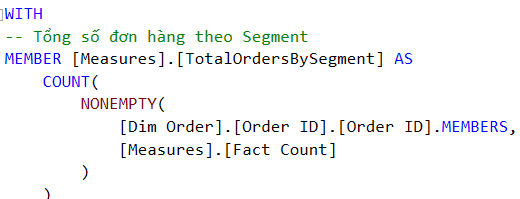 WITH
-- Tổng số đơn hàng theo Segment
MEMBER [Measures].[TotalOrdersBySegment] AS
    COUNT(
        NONEMPTY(
            [Dim Order].[Order ID].[Order ID].MEMBERS,
            [Measures].[Fact Count]
        )
    )